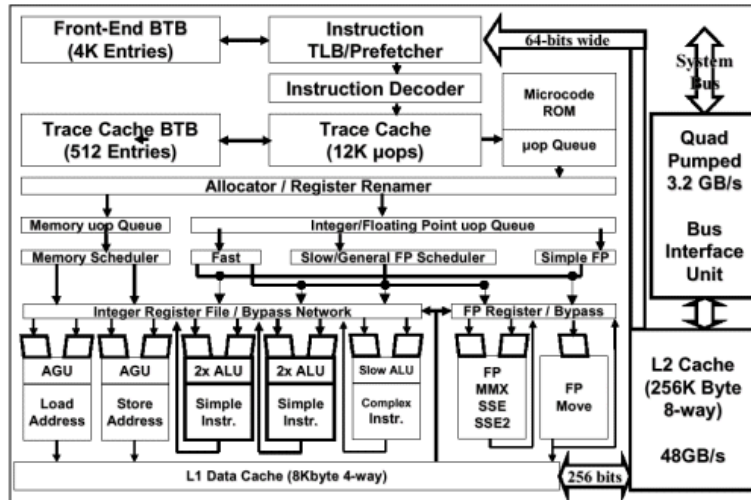 Front-End BTB
(4K Entries)
Instruction
TLB/Prefetcher
64-bits wide
System
Bus
Instruction Decoder
Microcode
ROM
Trace Cache BTB
(512 Entries)
Trace Cache
(12K µops)
µop Queue
Quad
Pumped
3.2 GB/s
Bus
Interface
Unit
Allocator / Register Renamer
Memory uop Queue
Integer/Floating Point uop Queue
Memory Scheduler
Fast
Slow/General FP Scheduler
Simple FP
Integer Register File / Bypass Network
FP Register / Bypass
AGU
Load
Address
AGU
Store
Address
2x ALU
Simple
Instr.
2x ALU
Simple
Instr.
Slow ALU
Complex
Instr.
FP
MMX
SSE
SSE2
FP
Move
L2 Cache
(256K Byte
8-way)
48GB/s
L1 Data Cache (8Kbyte 4-way)
256 bits